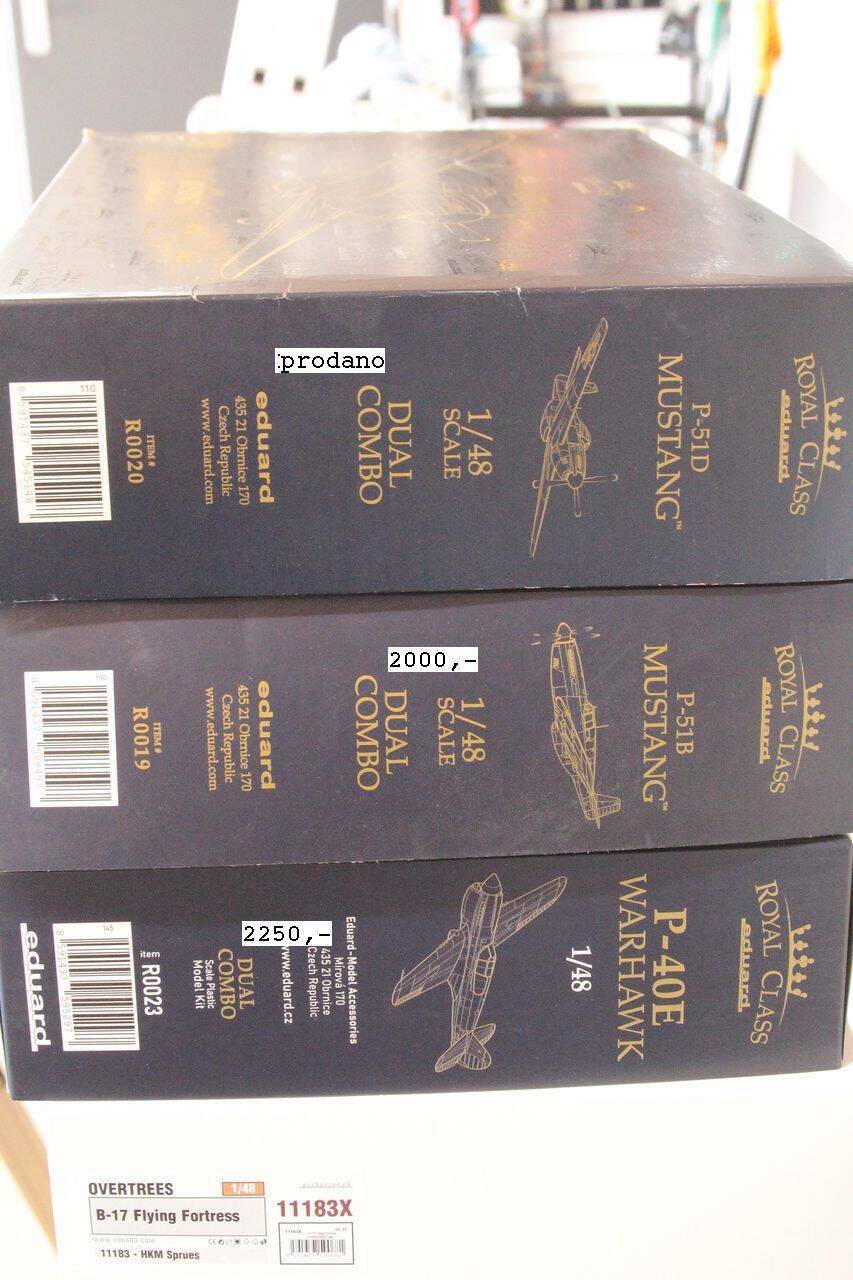 prodano
ROYAL CLASS
eduard
P-51D
MUSTANG™
1/48
SCALE
DUAL
COMBO
eduard
435 21 Obrnice 170
Czech Republic
www.eduard.com
ITEM #
R0020
110
2000,-
ROYAL CLASS
eduard
P-51B
MUSTANG™
1/48
SCALE
DUAL
COMBO
eduard
435 21 Obrnice 170
Czech Republic
www.eduard.com
ITEM #
R0019
130
2250,-
ROYAL CLASS
eduard
P-40E
WARHAWK
1/48
Eduard-Model Accessories
Mírová 170
435 21 Obrnice
Czech Republic
www.eduard.cz
DUAL
COMBO
Scale Plastic
Model Kit
item
R0023
145
8 591437 595297
eduard
OVERTREES
1/48
eduard
B-17 Flying Fortress
11183X
WWW.EDUARD.COM
11183 - HKM Sprues